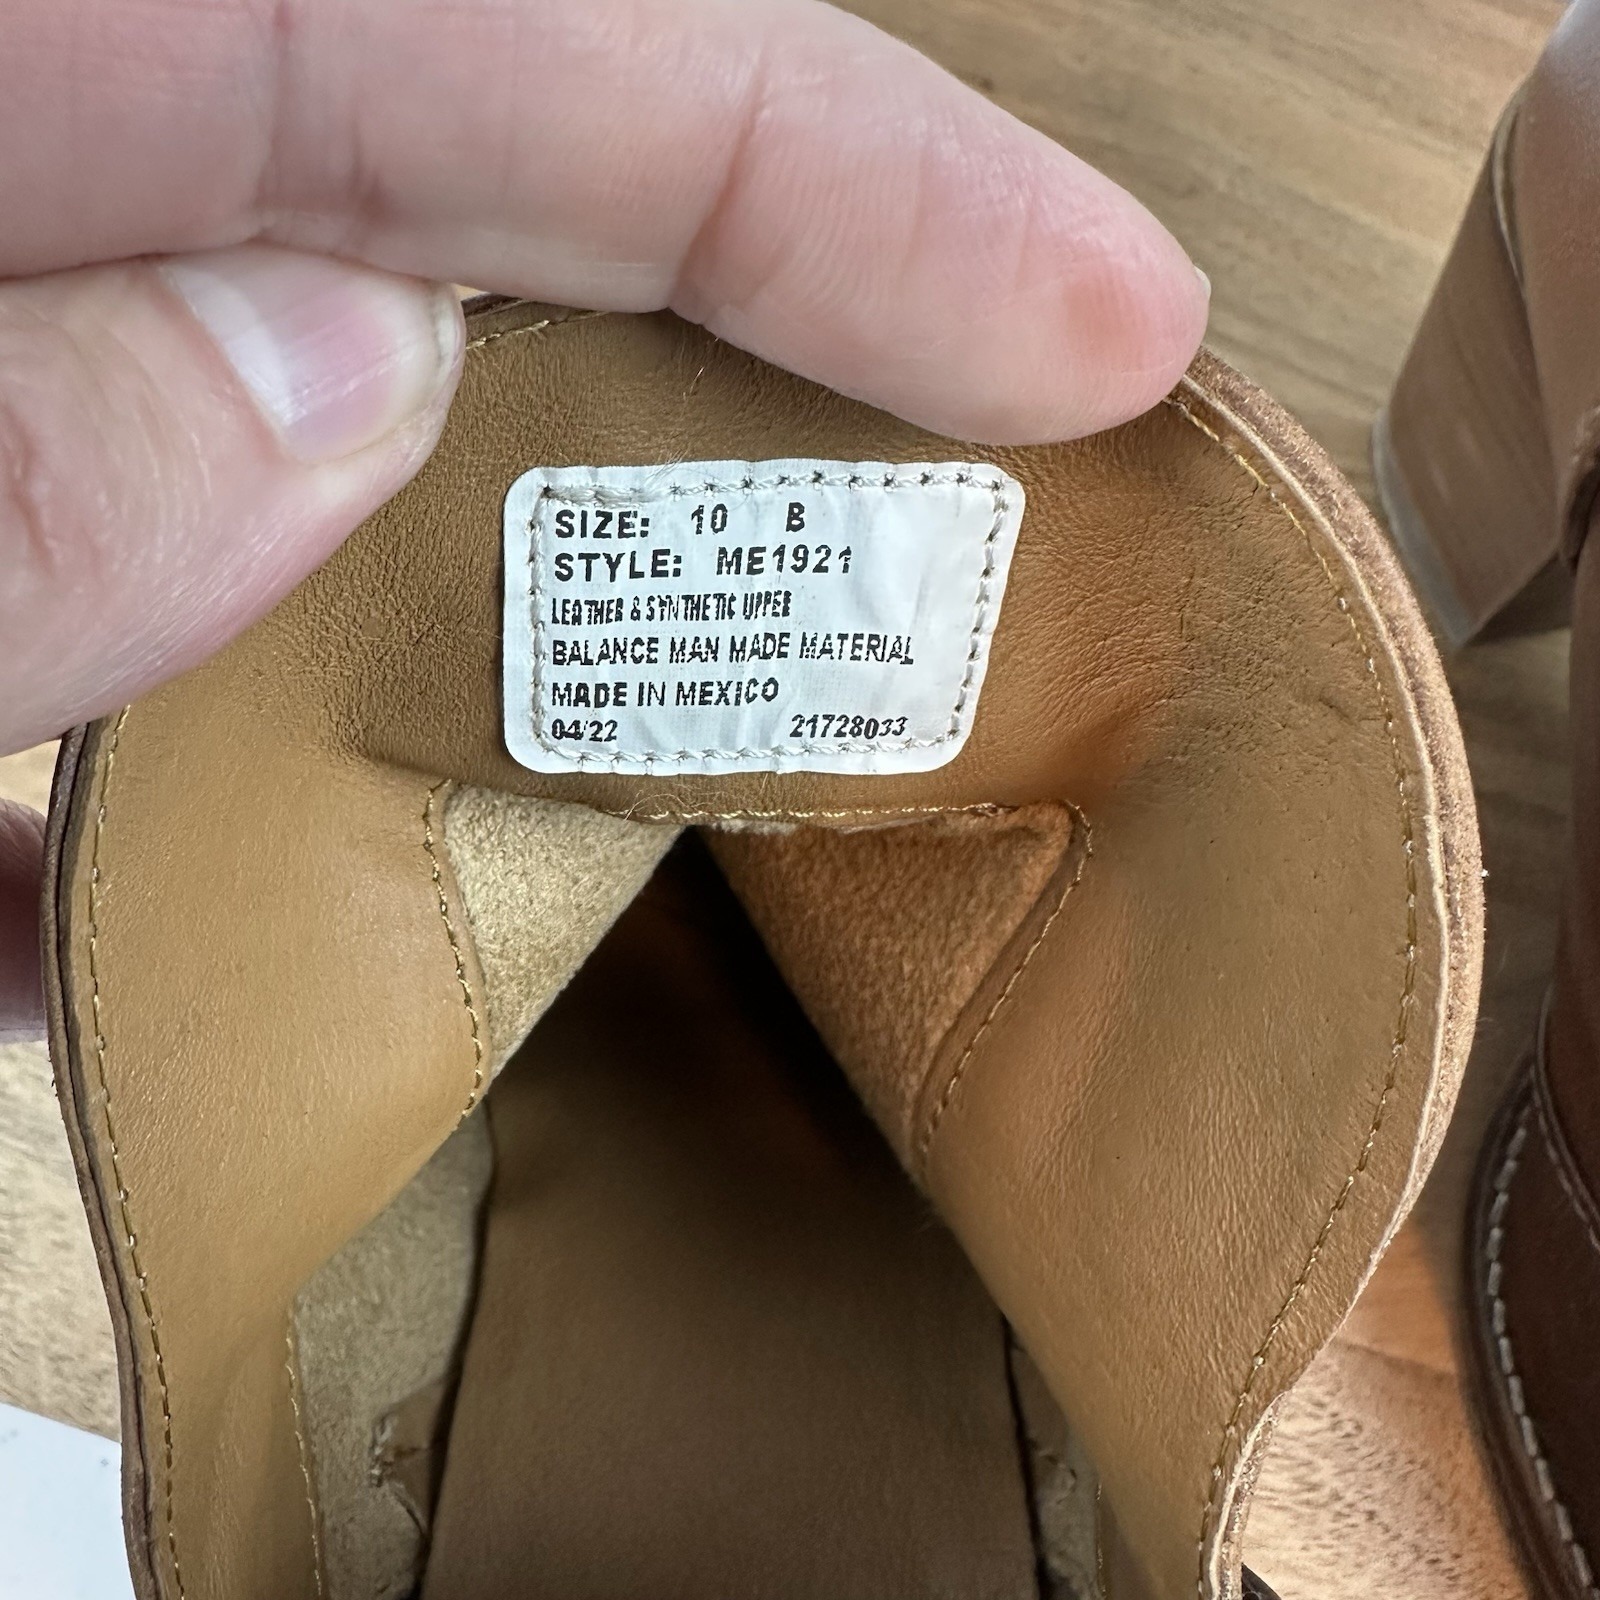 SIZE: 10 B
STYLE: ME1921
LEATHER & SYNTHETIC UPPER
BALANCE MAN MADE MATERIAL
MADE IN MEXICO
04/22 21728033